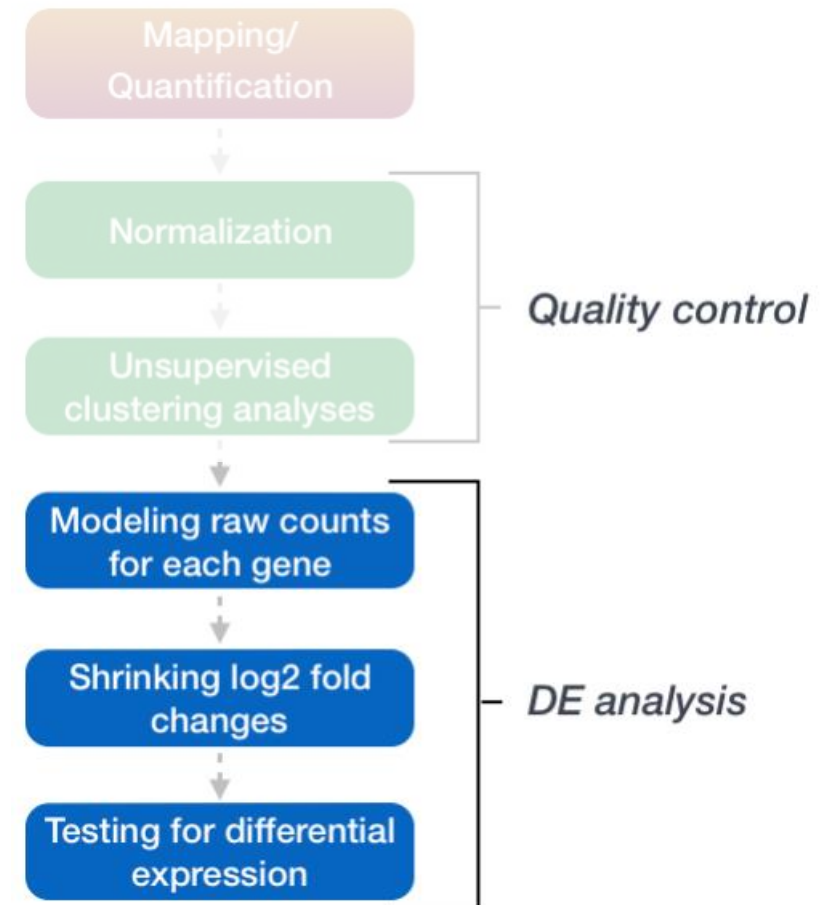 Mapping/
Quantification
Normalization
Quality control
Unsupervised
clustering analyses
Modeling raw counts
for each gene
Shrinking log2 fold
changes
DE analysis
Testing for differential
expression